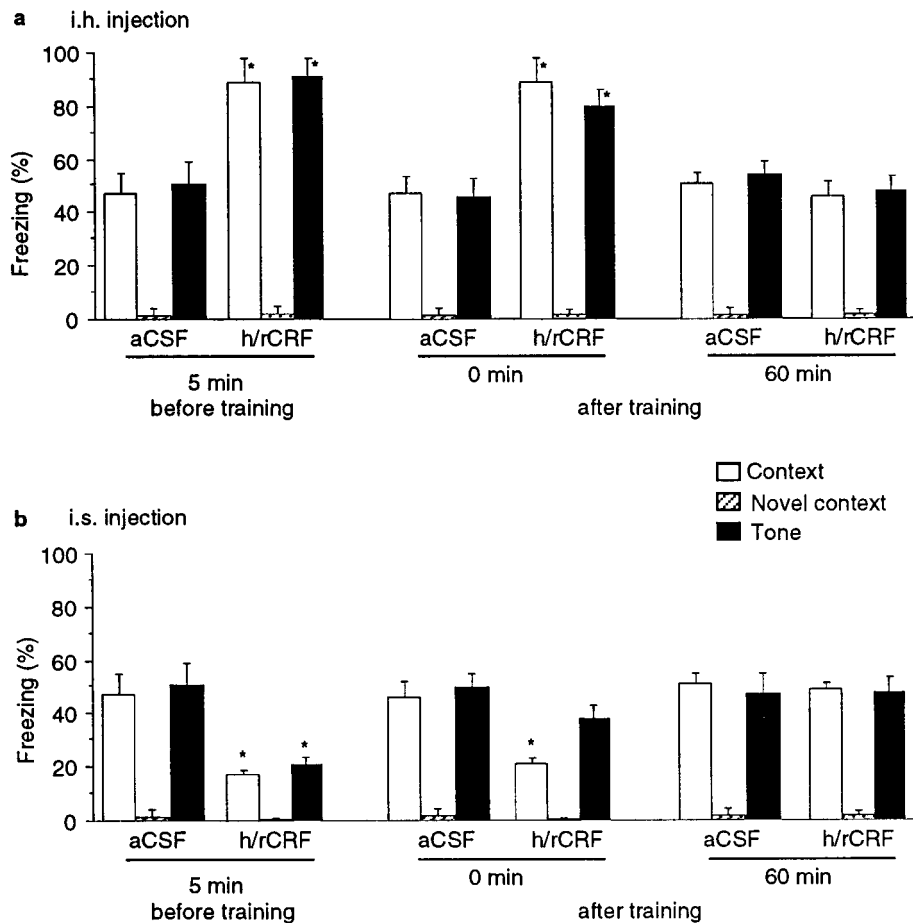 a i.h. injection
100
80
60
40
20
0
Freezing (%)
* * * *
aCSF h/rCRF aCSF h/rCRF aCSF h/rCRF
5 min 0 min 60 min
before training after training
Context
Novel context
Tone
b i.s. injection
100
80
60
40
20
0
Freezing (%)
* * *
aCSF h/rCRF aCSF h/rCRF aCSF h/rCRF
5 min 0 min 60 min
before training after training